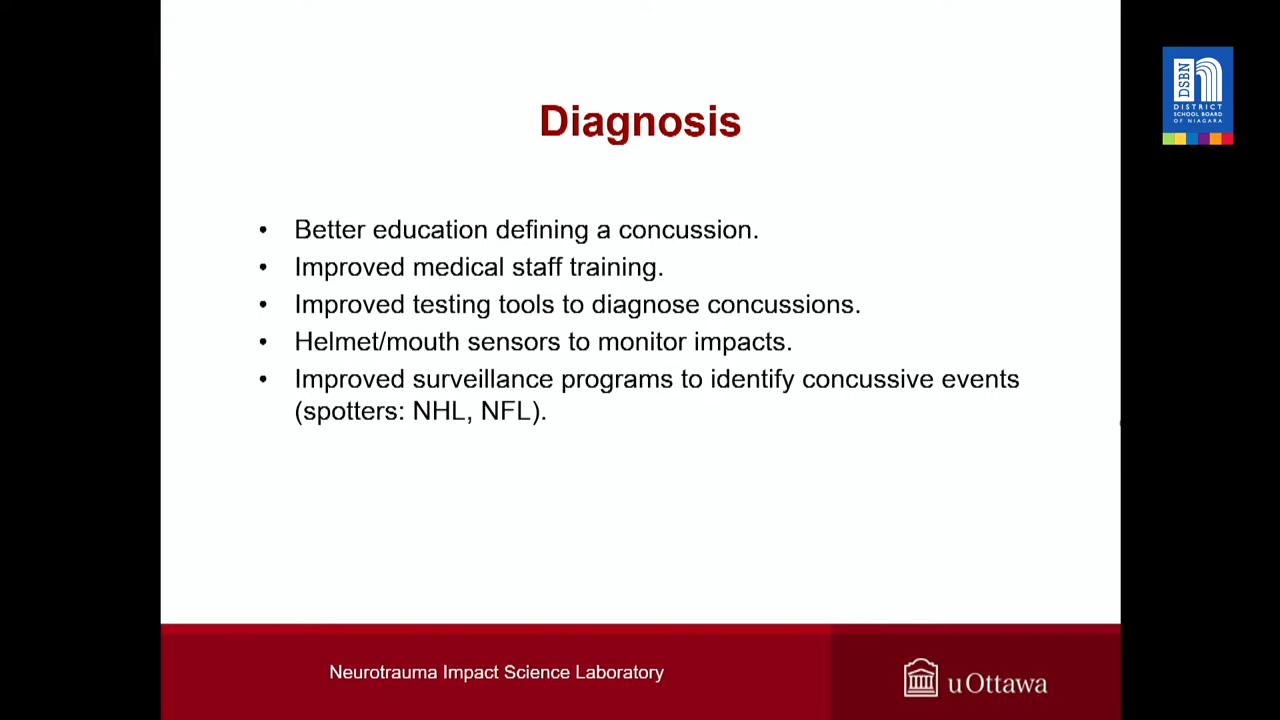 Diagnosis
• Better education defining a concussion.
• Improved medical staff training.
• Improved testing tools to diagnose concussions.
• Helmet/mouth sensors to monitor impacts.
• Improved surveillance programs to identify concussive events
(spotters: NHL, NFL).
Neurotrauma Impact Science Laboratory
uOttawa
DSBN
DISTRICT
SCHOOL BOARD
OF NIAGARA